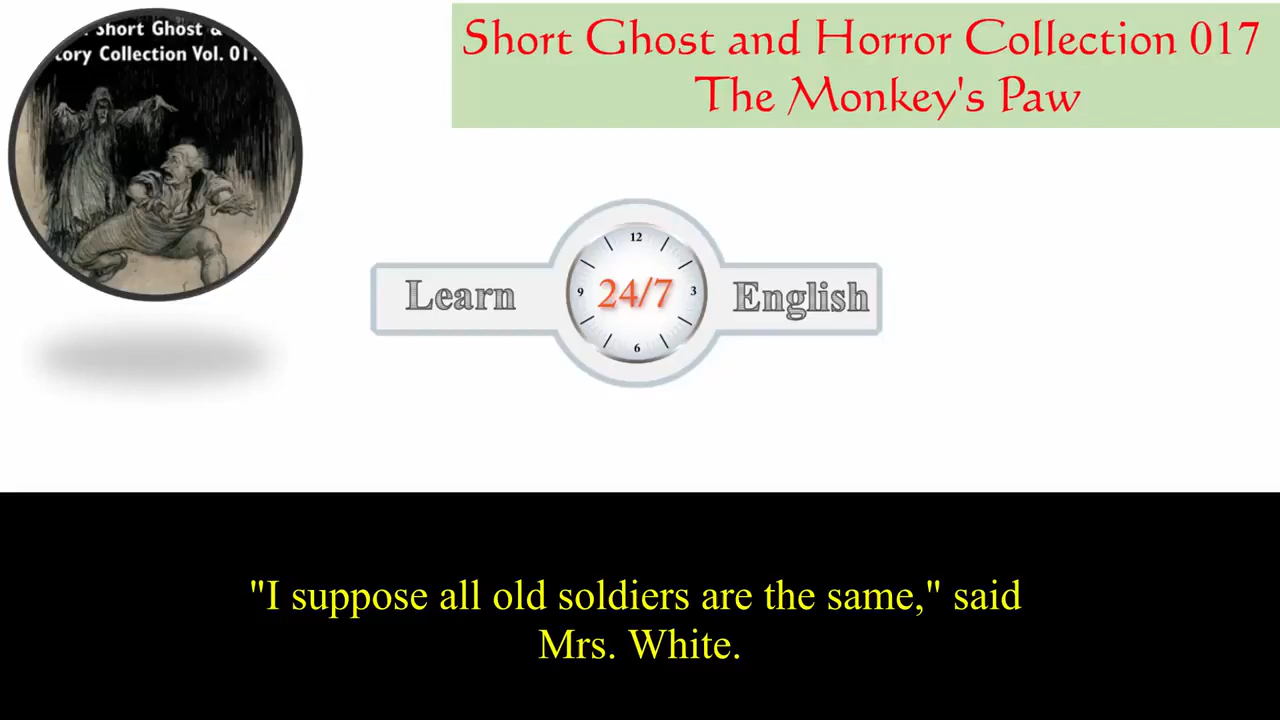 Short Ghost &
tory Collection Vol. 01
Short Ghost and Horror Collection 017
The Monkey's Paw
12
Learn
9
24/7
3
English
6
"I suppose all old soldiers are the same," said
Mrs. White.